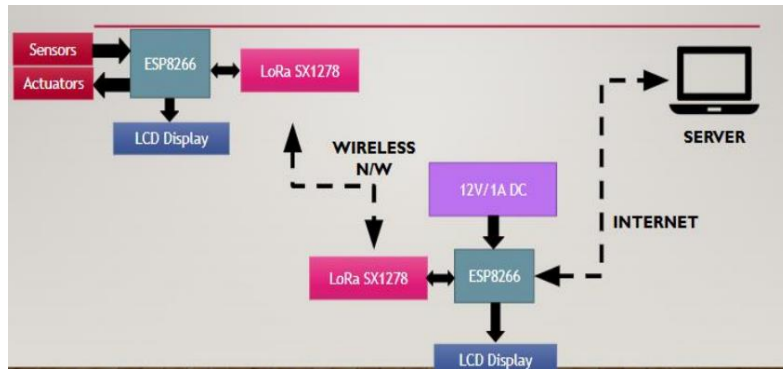 Sensors
Actuators
ESP8266
LoRa SX1278
LCD Display
WIRELESS
N/W
SERVER
12V/1A DC
INTERNET
LoRa SX1278
ESP8266
LCD Display